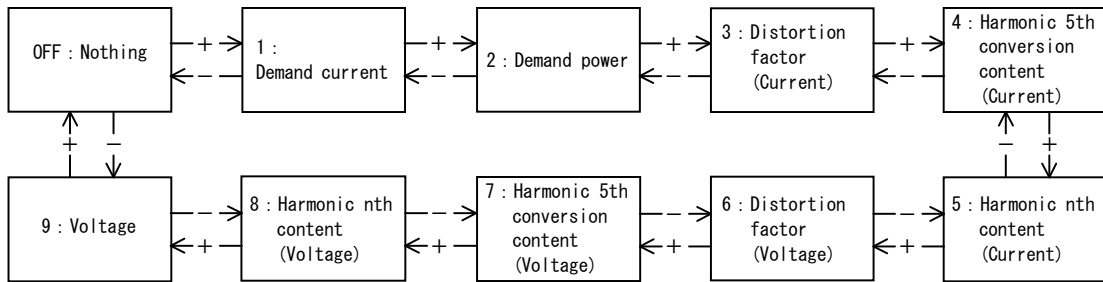 OFF：Nothing
+
−
1：
Demand current
+
−
2：Demand power
+
−
3：Distortion
factor
(Current)
+
−
4：Harmonic 5th
conversion
content
(Current)
+
−
−
+
9：Voltage
−
+
8：Harmonic nth
content
(Voltage)
−
+
7：Harmonic 5th
conversion
content
(Voltage)
−
+
6：Distortion
factor
(Voltage)
−
+
5：Harmonic nth
content
(Current)